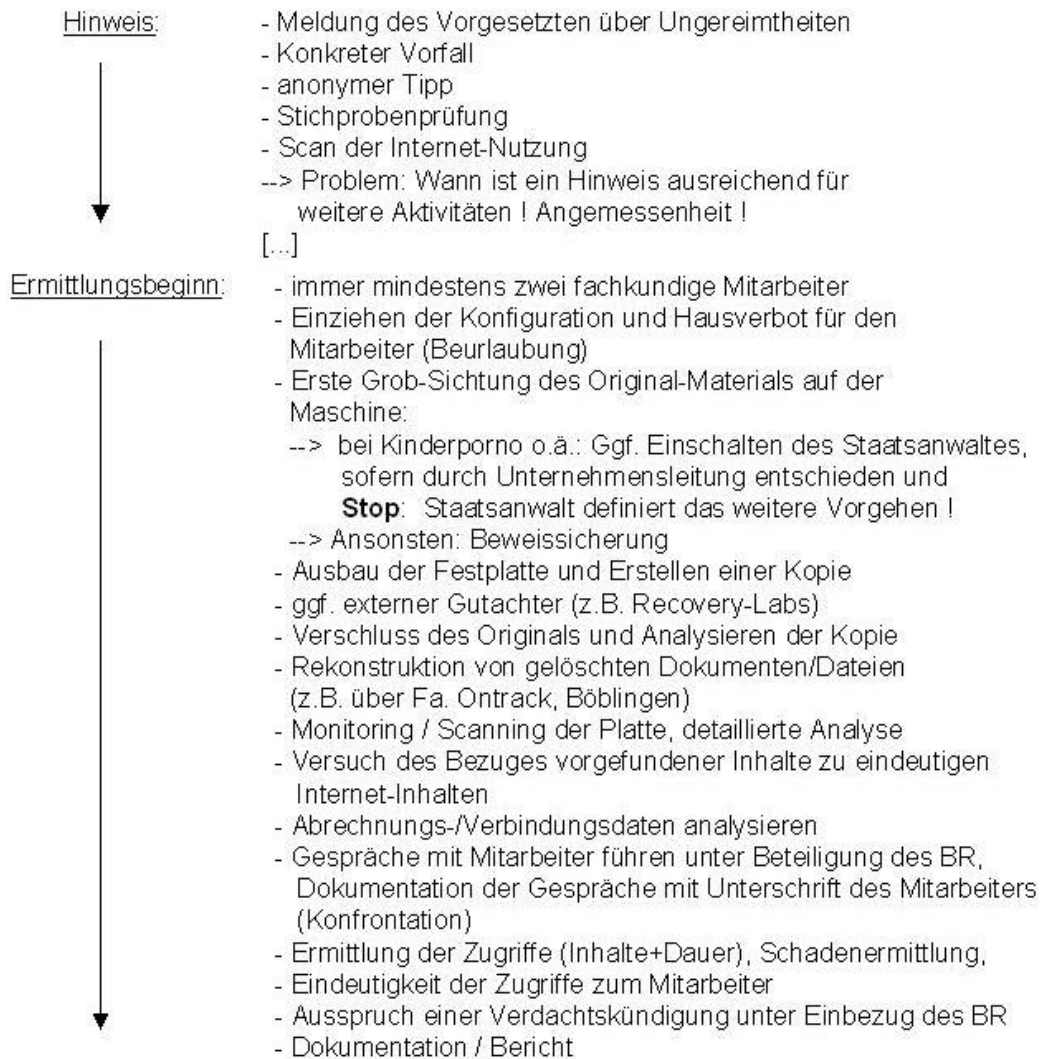 Hinweis: - Meldung des Vorgesetzten über Ungereimtheiten
- Konkreter Vorfall
- anonymer Tipp
- Stichprobenprüfung
- Scan der Internet-Nutzung
--> Problem: Wann ist ein Hinweis ausreichend für
weitere Aktivitäten ! Angemessenheit !
[...]
Ermittlungsbeginn: - immer mindestens zwei fachkundige Mitarbeiter
- Einziehen der Konfiguration und Hausverbot für den
Mitarbeiter (Beurlaubung)
- Erste Grob-Sichtung des Original-Materials auf der
Maschine:
--> bei Kinderporno o.ä.: Ggf. Einschalten des Staatsanwaltes,
sofern durch Unternehmensleitung entschieden und
Stop: Staatsanwalt definiert das weitere Vorgehen !
--> Ansonsten: Beweissicherung
- Ausbau der Festplatte und Erstellen einer Kopie
- ggf. externer Gutachter (z.B. Recovery-Labs)
- Verschluss des Originals und Analysieren der Kopie
- Rekonstruktion von gelöschten Dokumenten/Dateien
(z.B. über Fa. Ontrack, Böblingen)
- Monitoring / Scanning der Platte, detaillierte Analyse
- Versuch des Bezuges vorgefundener Inhalte zu eindeutigen
Internet-Inhalten
- Abrechnungs-/Verbindungsdaten analysieren
- Gespräche mit Mitarbeiter führen unter Beteiligung des BR,
Dokumentation der Gespräche mit Unterschrift des Mitarbeiters
(Konfrontation)
- Ermittlung der Zugriffe (Inhalte+Dauer), Schadenermittlung,
- Eindeutigkeit der Zugriffe zum Mitarbeiter
- Ausspruch einer Verdachtskündigung unter Einbezug des BR
- Dokumentation / Bericht